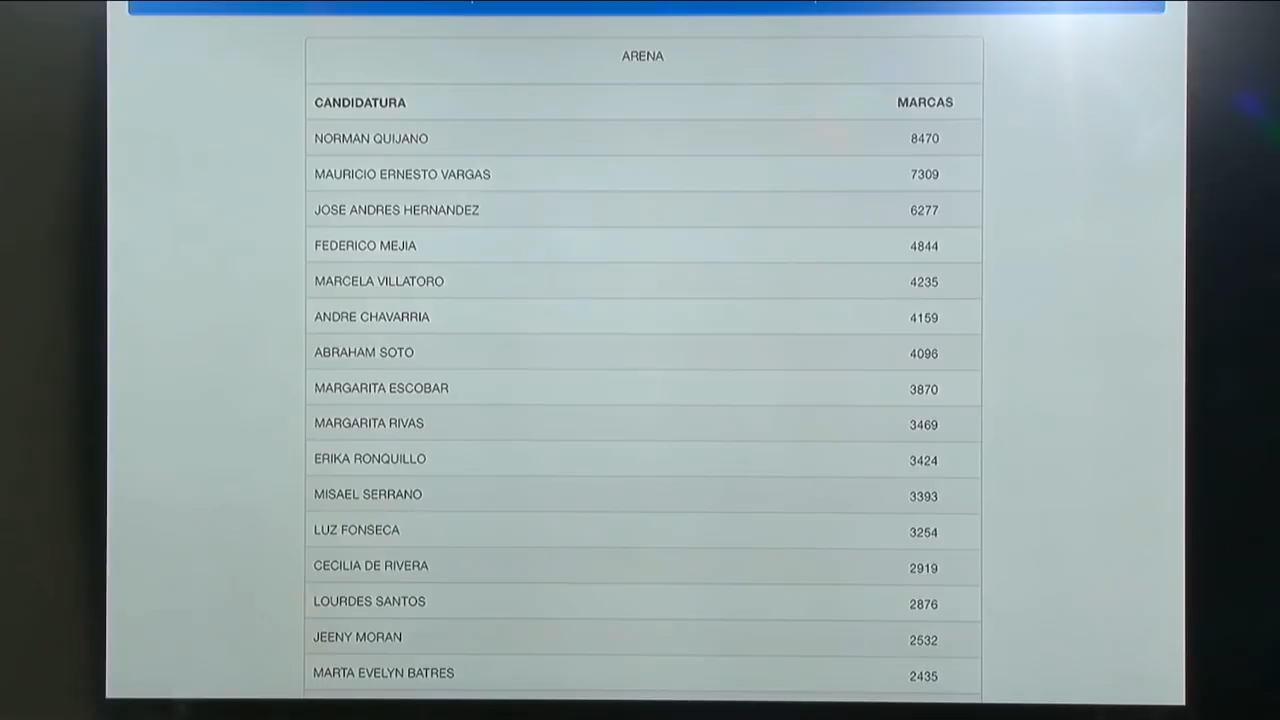 ARENA
CANDIDATURA MARCAS
NORMAN QUIJANO 8470
MAURICIO ERNESTO VARGAS 7309
JOSE ANDRES HERNANDEZ 6277
FEDERICO MEJIA 4844
MARCELA VILLATORO 4235
ANDRE CHAVARRIA 4159
ABRAHAM SOTO 4096
MARGARITA ESCOBAR 3870
MARGARITA RIVAS 3469
ERIKA RONQUILLO 3424
MISAEL SERRANO 3393
LUZ FONSECA 3254
CECILIA DE RIVERA 2919
LOURDES SANTOS 2876
JEENY MORAN 2532
MARTA EVELYN BATRES 2435